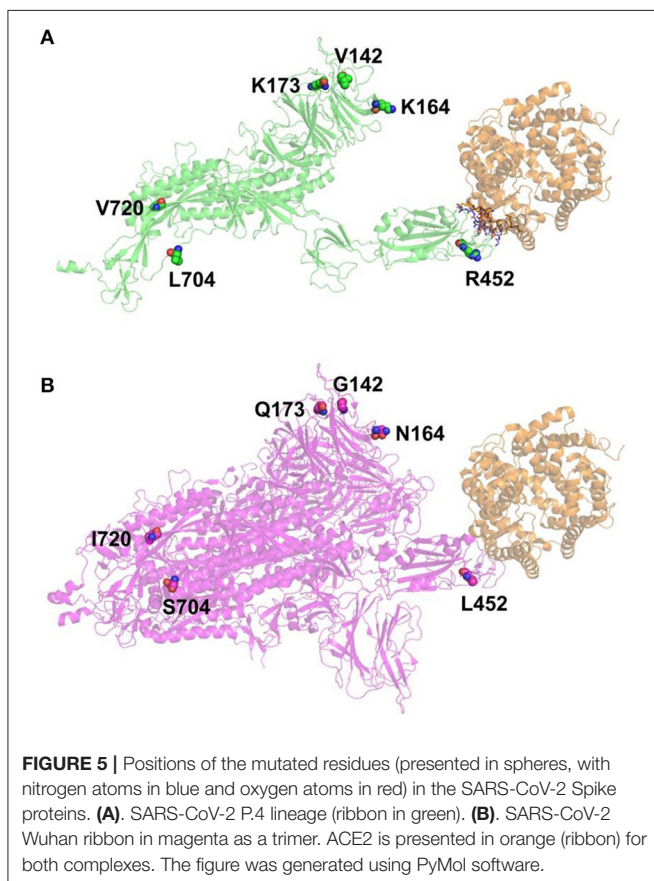 A
V142
K173
K164
V720
L704
R452
B
G142
Q173
N164
I720
S704
L452
FIGURE 5 | Positions of the mutated residues (presented in spheres, with
nitrogen atoms in blue and oxygen atoms in red) in the SARS-CoV-2 Spike
proteins. (A). SARS-CoV-2 P.4 lineage (ribbon in green). (B). SARS-CoV-2
Wuhan ribbon in magenta as a trimer. ACE2 is presented in orange (ribbon) for
both complexes. The figure was generated using PyMol software.